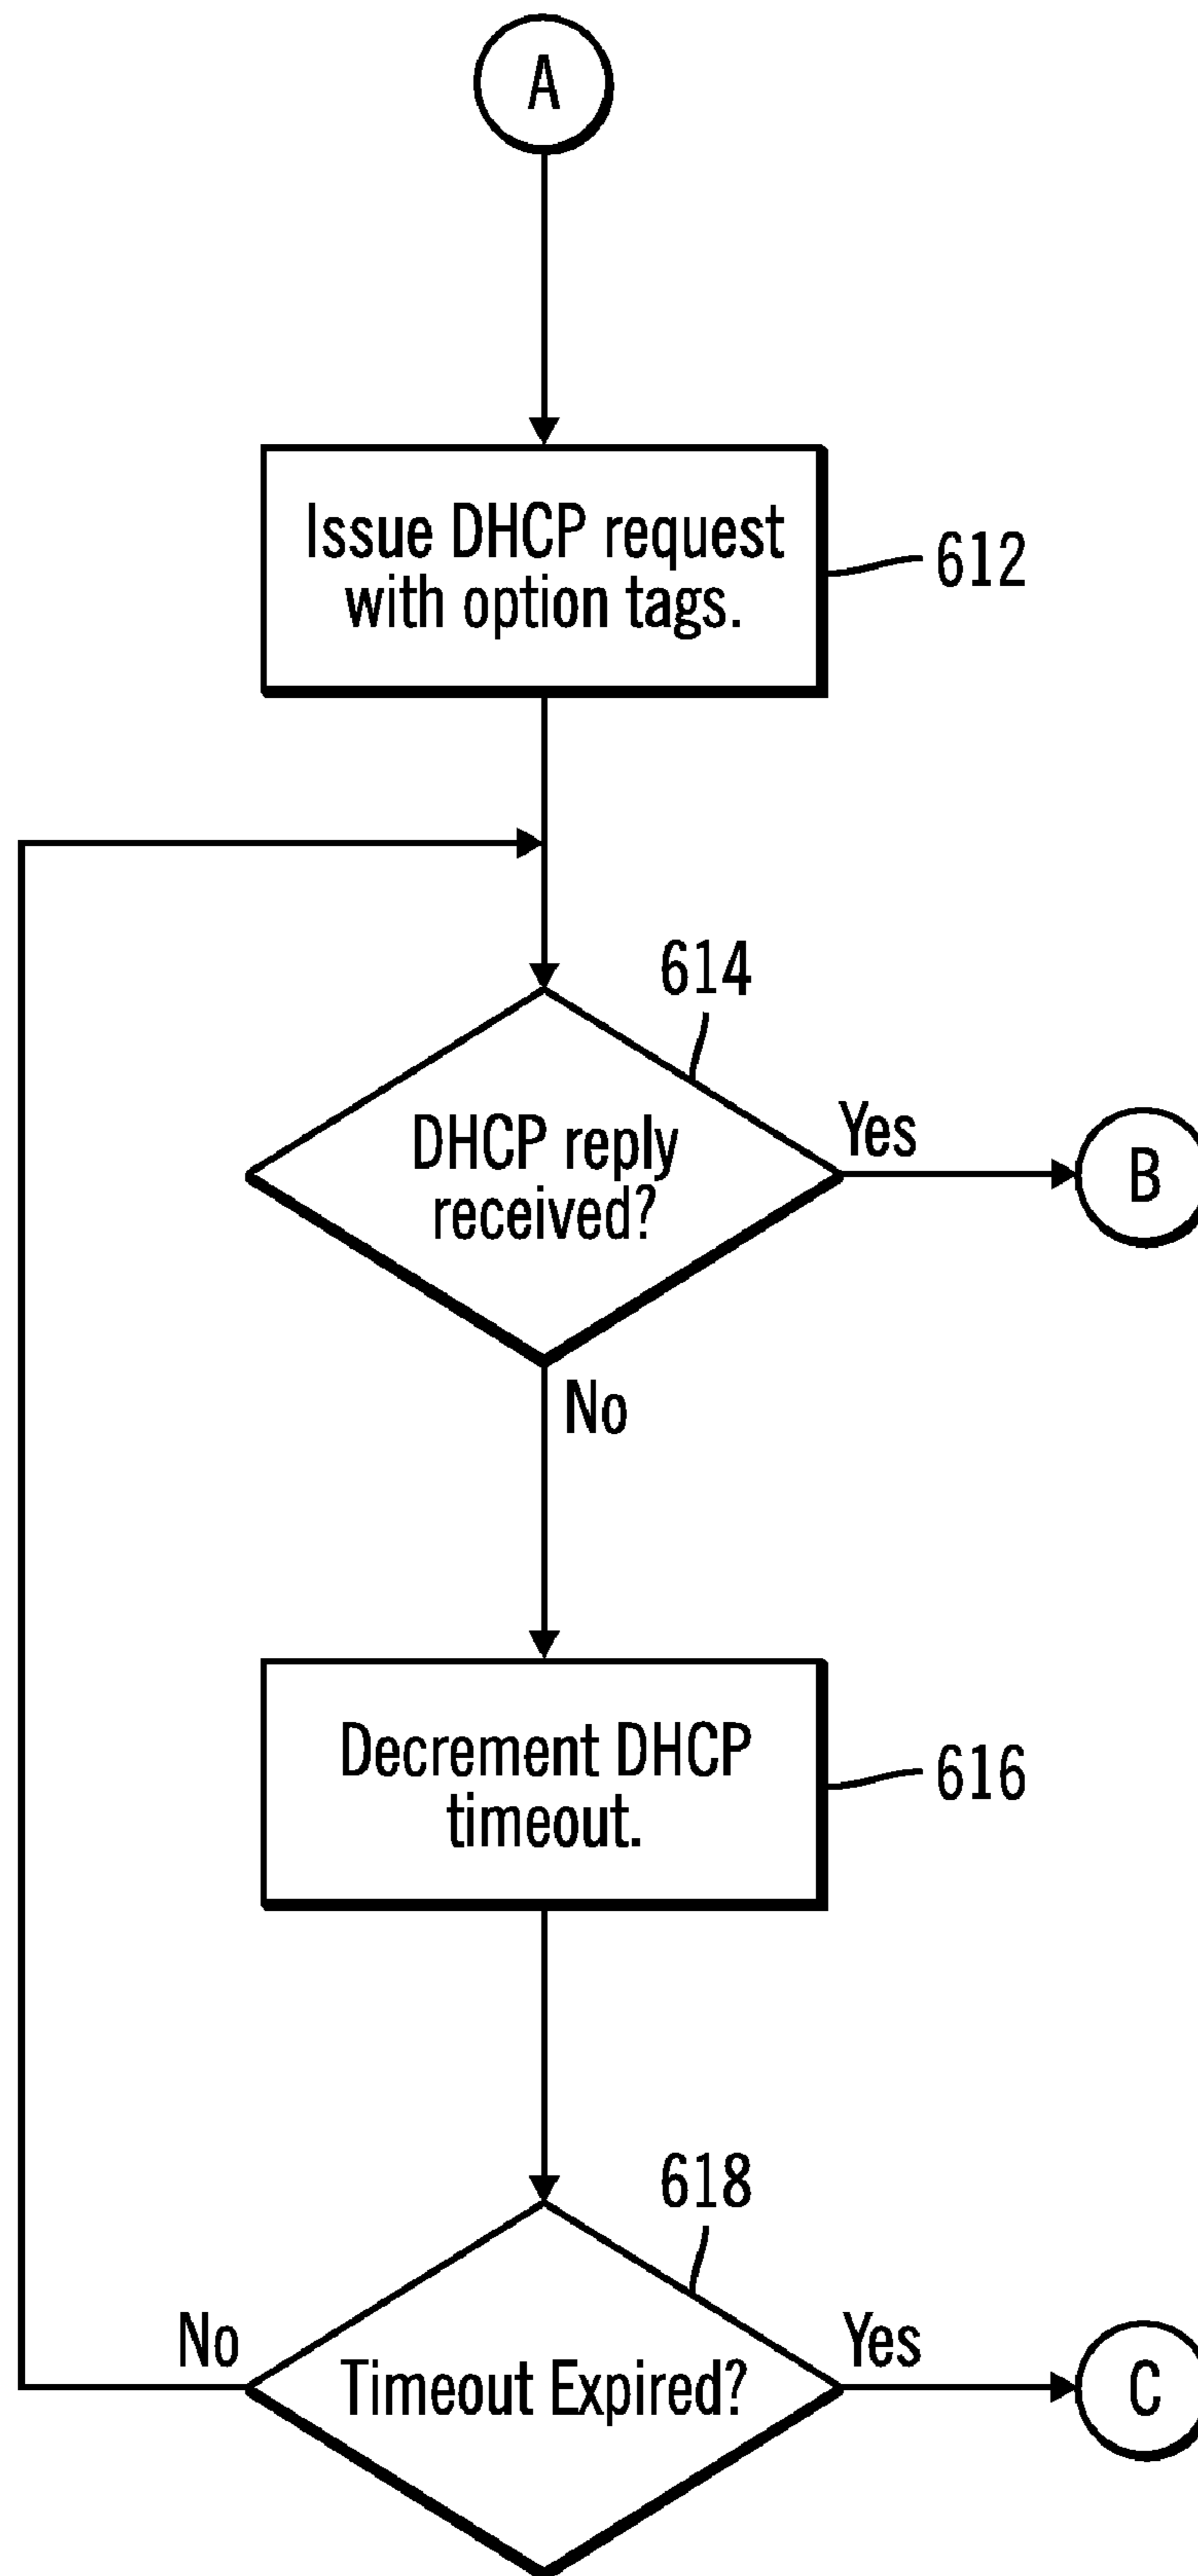 A
Issue DHCP request
with option tags.
612
614
DHCP reply
received?
Yes
B
No
Decrement DHCP
timeout.
616
618
No
Timeout Expired?
Yes
C